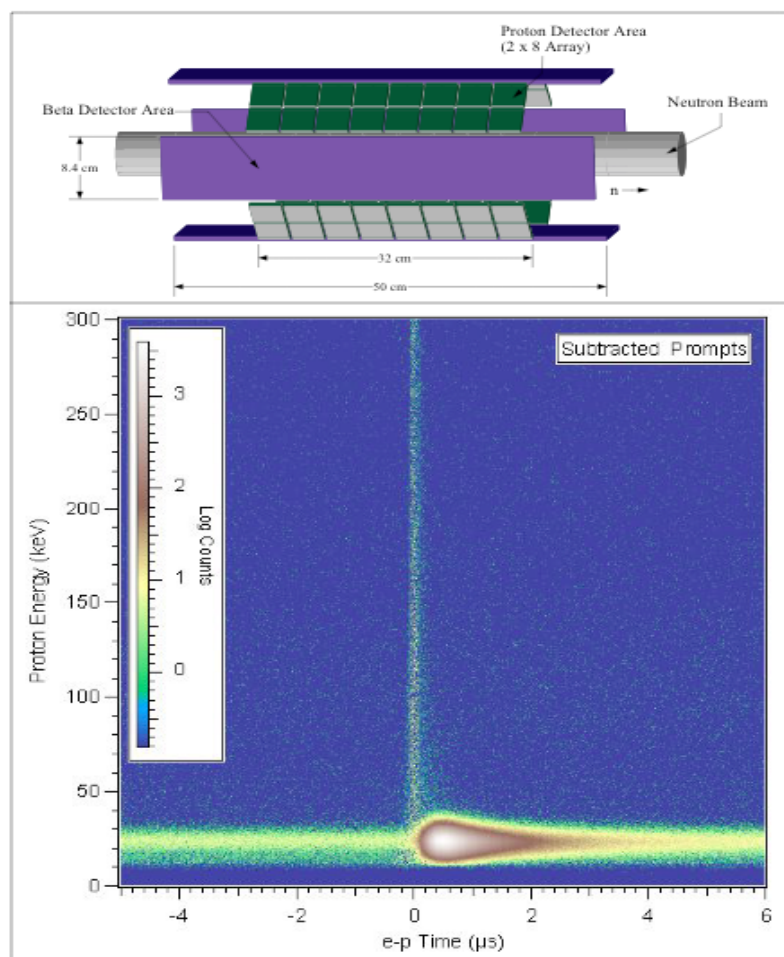 Proton Detector Area
(2 x 8 Array)
Beta Detector Area
Neutron Beam
8.4 cm
n
32 cm
50 cm
Subtracted Prompts
300
250
200
150
100
50
0
Proton Energy (keV)
3
2
1
0
Log Counts
-4
-2
0
2
4
6
e-p Time (µs)